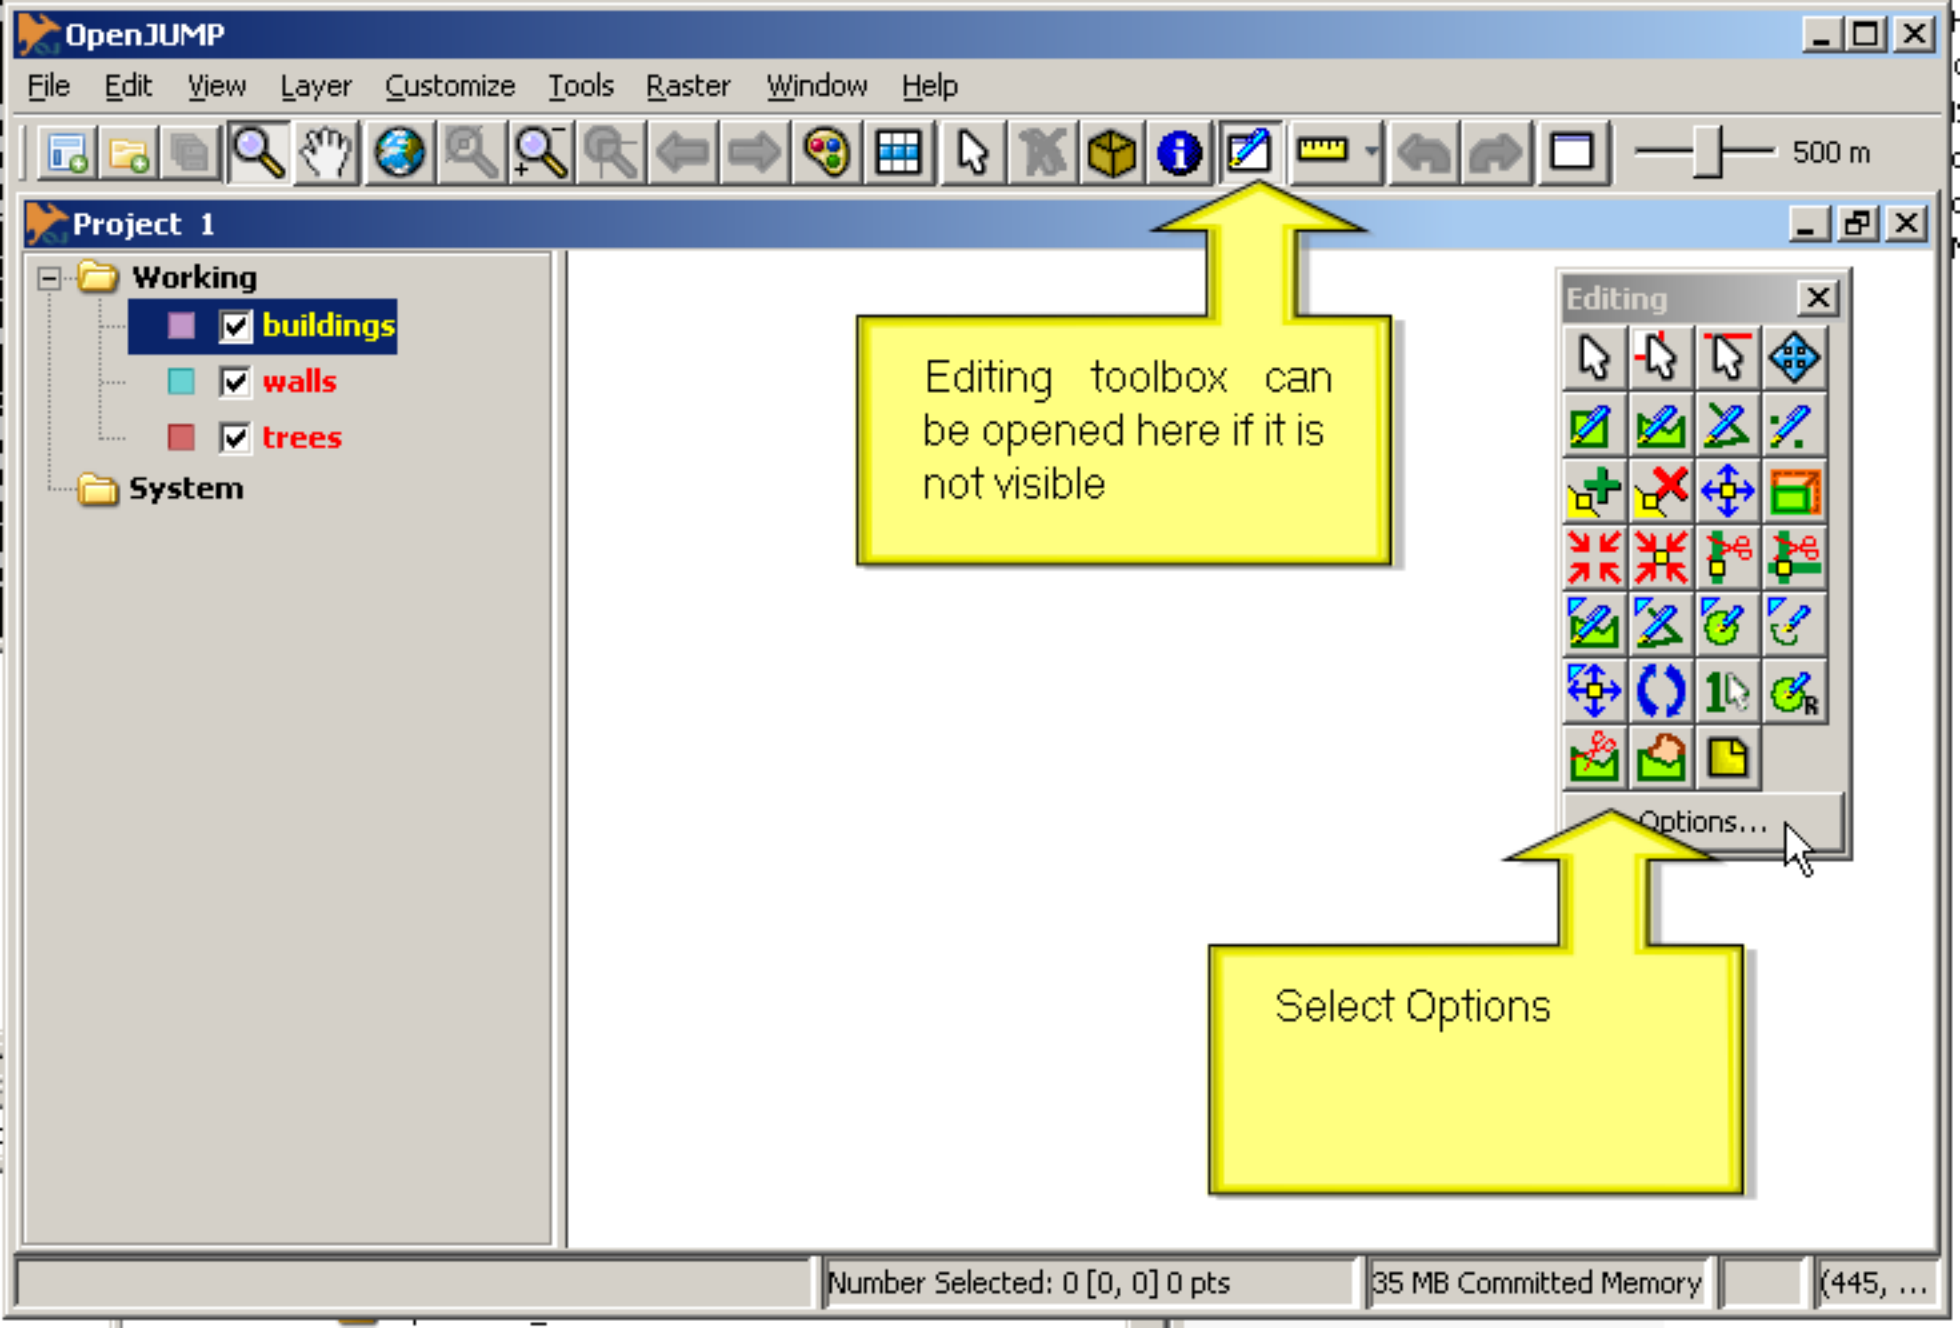 OpenJUMP
File Edit View Layer Customize Tools Raster Window Help
500 m
Project 1
Working
buildings
walls
trees
System
Editing toolbox can
be opened here if it is
not visible
Editing
Options...
Select Options
Number Selected: 0 [0, 0] 0 pts
35 MB Committed Memory
(445, ...